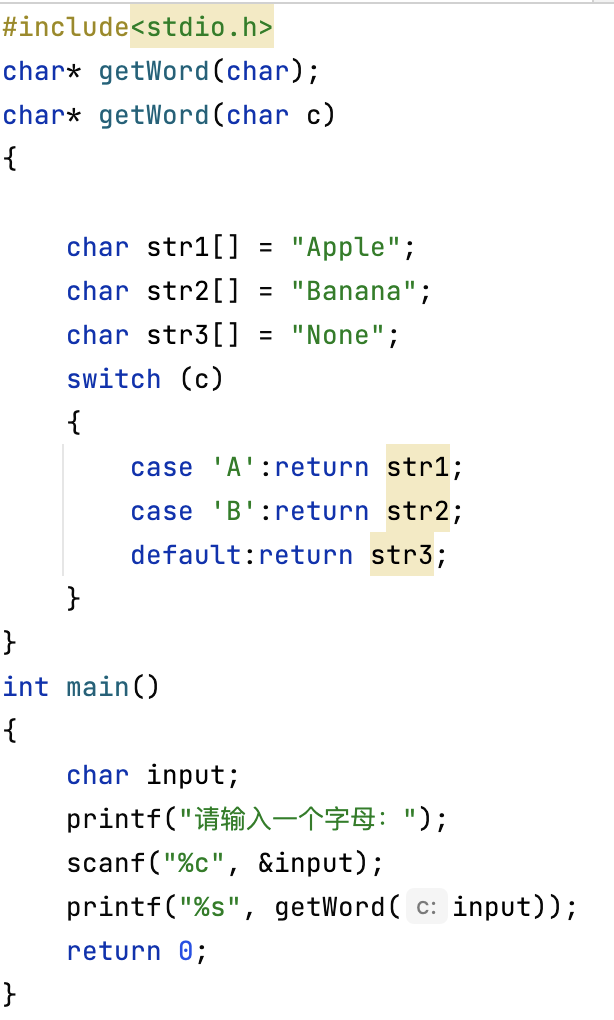 #include<stdio.h>
char* getWord(char);
char* getWord(char c)
{
    char str1[] = "Apple";
    char str2[] = "Banana";
    char str3[] = "None";
    switch (c)
    {
        case 'A':return str1;
        case 'B':return str2;
        default:return str3;
    }
}
int main()
{
    char input;
    printf("请输入一个字母：");
    scanf("%c", &input);
    printf("%s", getWord( c: input));
    return 0;
}